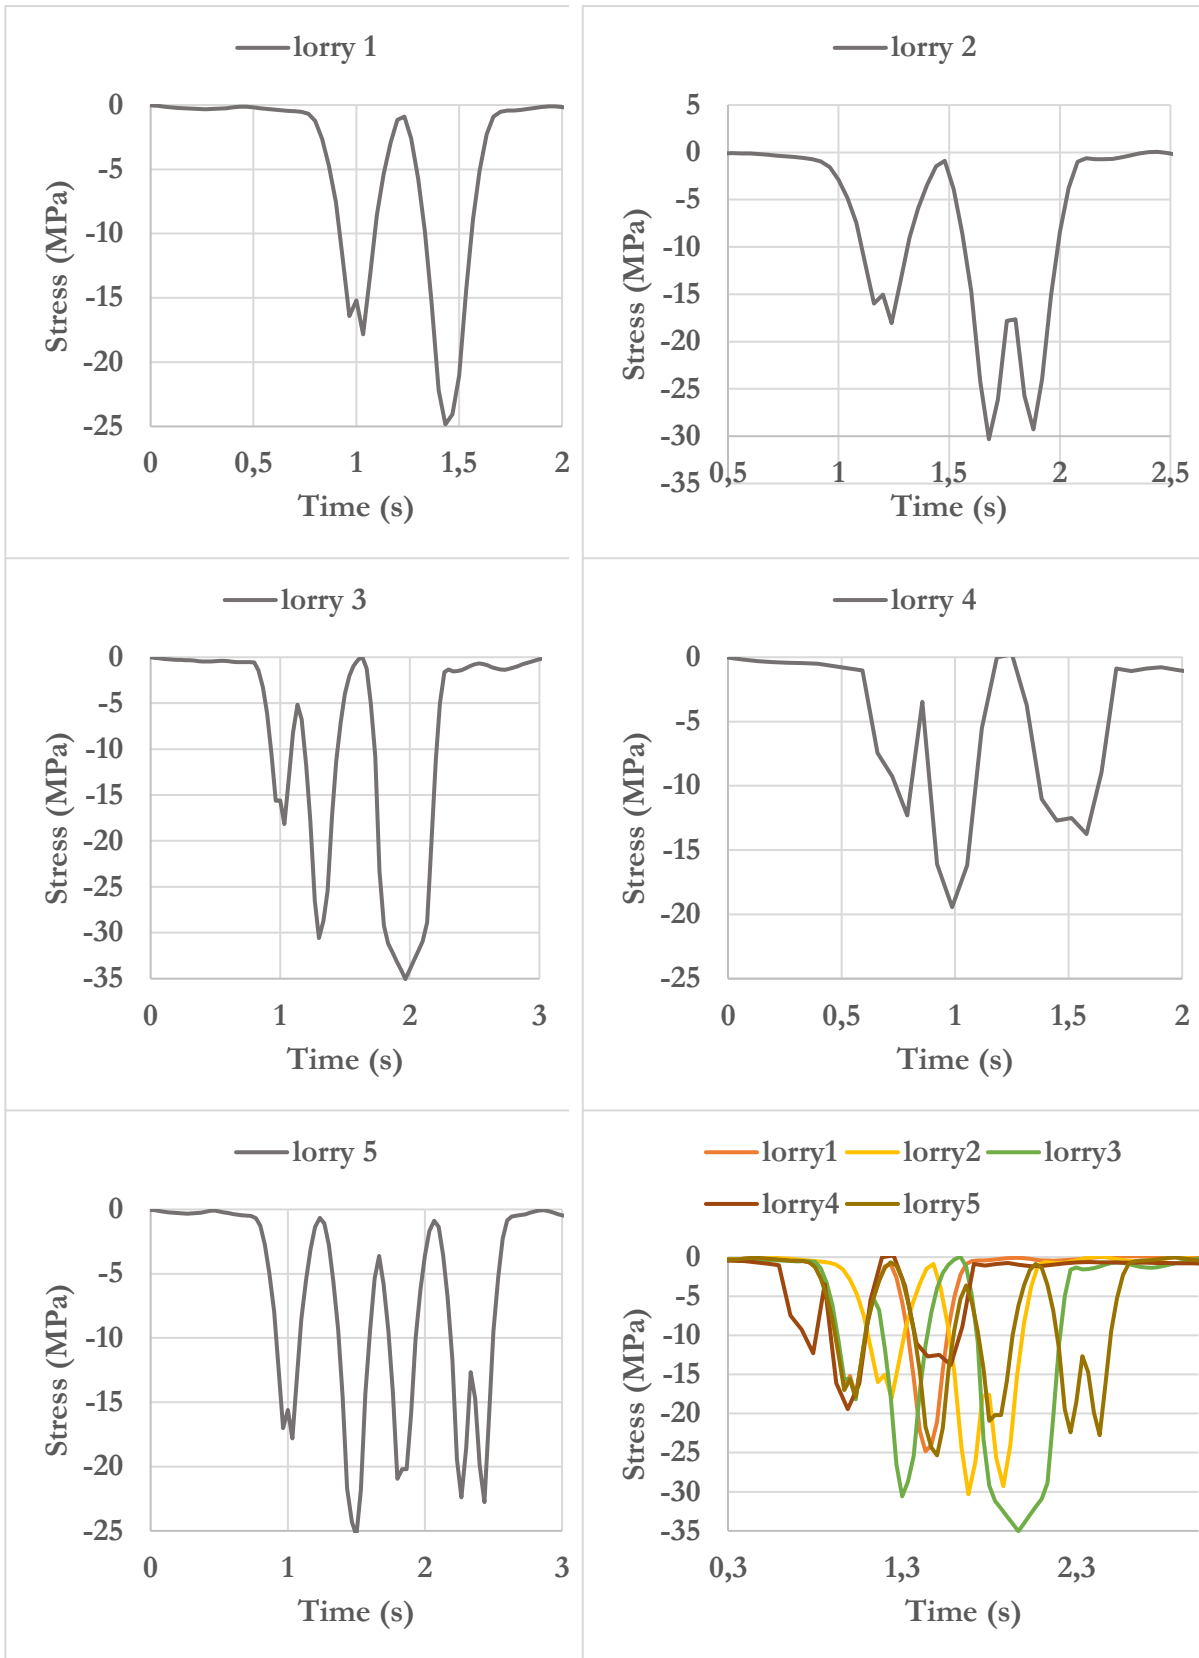 lorry 1
0
-5
-10
-15
-20
-25
Stress (MPa)
0 0,5 1 1,5 2
Time (s)
lorry 2
5
0
-5
-10
-15
-20
-25
-30
-35
Stress (MPa)
0,5 1 1,5 2 2,5
Time (s)
lorry 3
0
-5
-10
-15
-20
-25
-30
-35
Stress (MPa)
0 1 2 3
Time (s)
lorry 4
0
-5
-10
-15
-20
-25
Stress (MPa)
0 0,5 1 1,5 2
Time (s)
lorry 5
0
-5
-10
-15
-20
-25
Stress (MPa)
0 1 2 3
Time (s)
lorry1 lorry2 lorry3
lorry4 lorry5
0
-5
-10
-15
-20
-25
-30
-35
Stress (MPa)
0,3 1,3 2,3
Time (s)